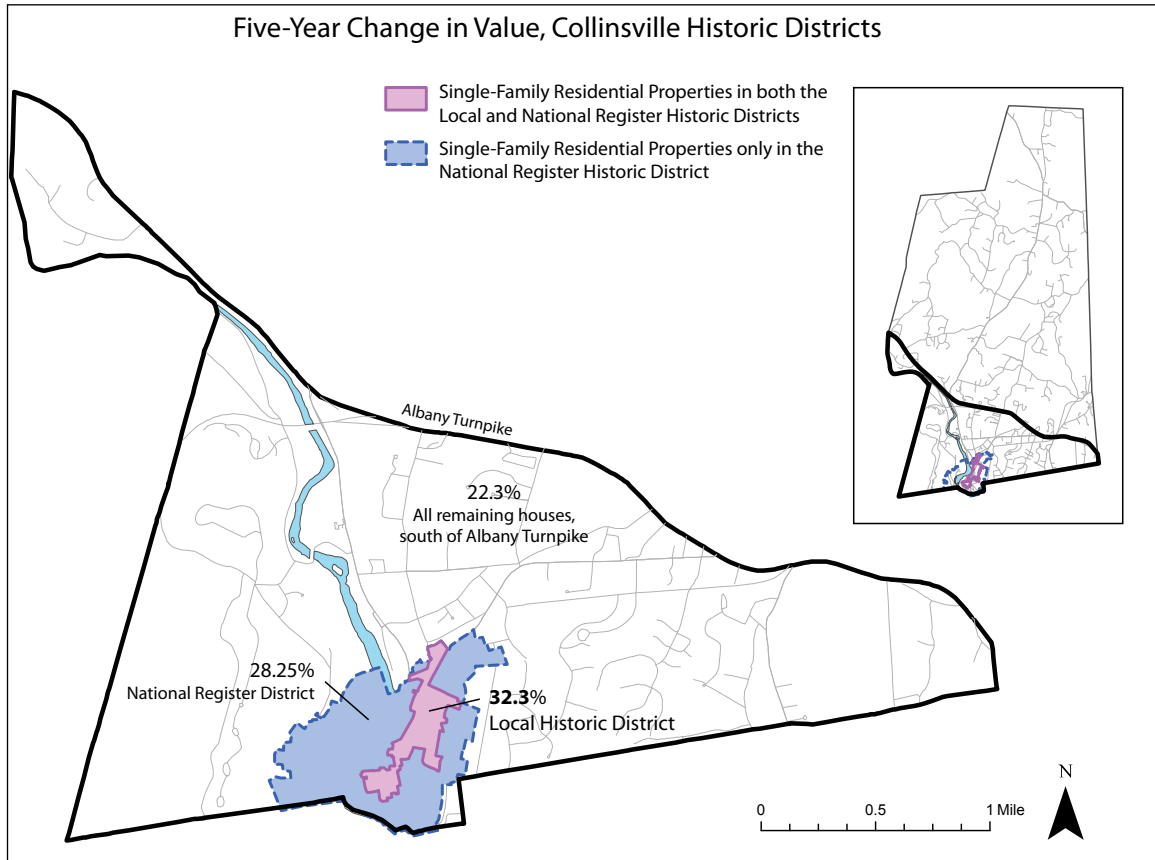 Five-Year Change in Value, Collinsville Historic Districts
Single-Family Residential Properties in both the
Local and National Register Historic Districts
Single-Family Residential Properties only in the
National Register Historic District
Albany Turnpike
22.3%
All remaining houses,
south of Albany Turnpike
28.25%
National Register District
32.3%
Local Historic District
N
0 0.5 1 Mile